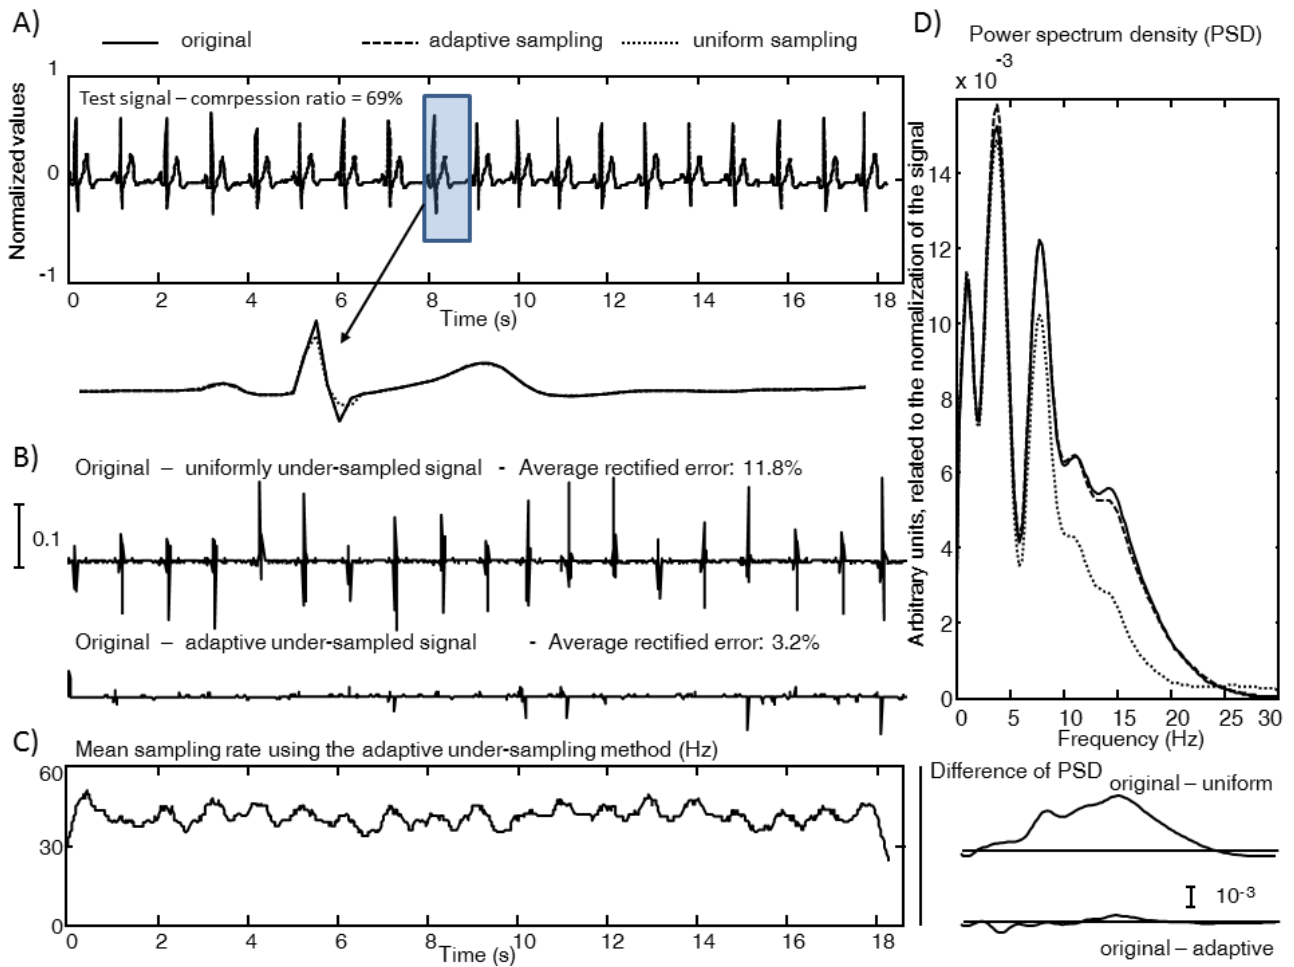 A)
original
adaptive sampling
uniform sampling
1
Test signal – comrpession ratio = 69%
Normalized values
0
-1
0 2 4 6 8 10 12 14 16 18
Time (s)
B)
Original – uniformly under-sampled signal - Average rectified error: 11.8%
0.1
Original – adaptive under-sampled signal - Average rectified error: 3.2%
C)
Mean sampling rate using the adaptive under-sampling method (Hz)
60
30
0
0 2 4 6 8 10 12 14 16 18
Time (s)
D)
Power spectrum density (PSD)
x 10 -3
Arbitrary units, related to the normalization of the signal
14
12
10
8
6
4
2
0
0 5 10 15 20 25 30
Frequency (Hz)
Difference of PSD
original – uniform
10-3
original – adaptive